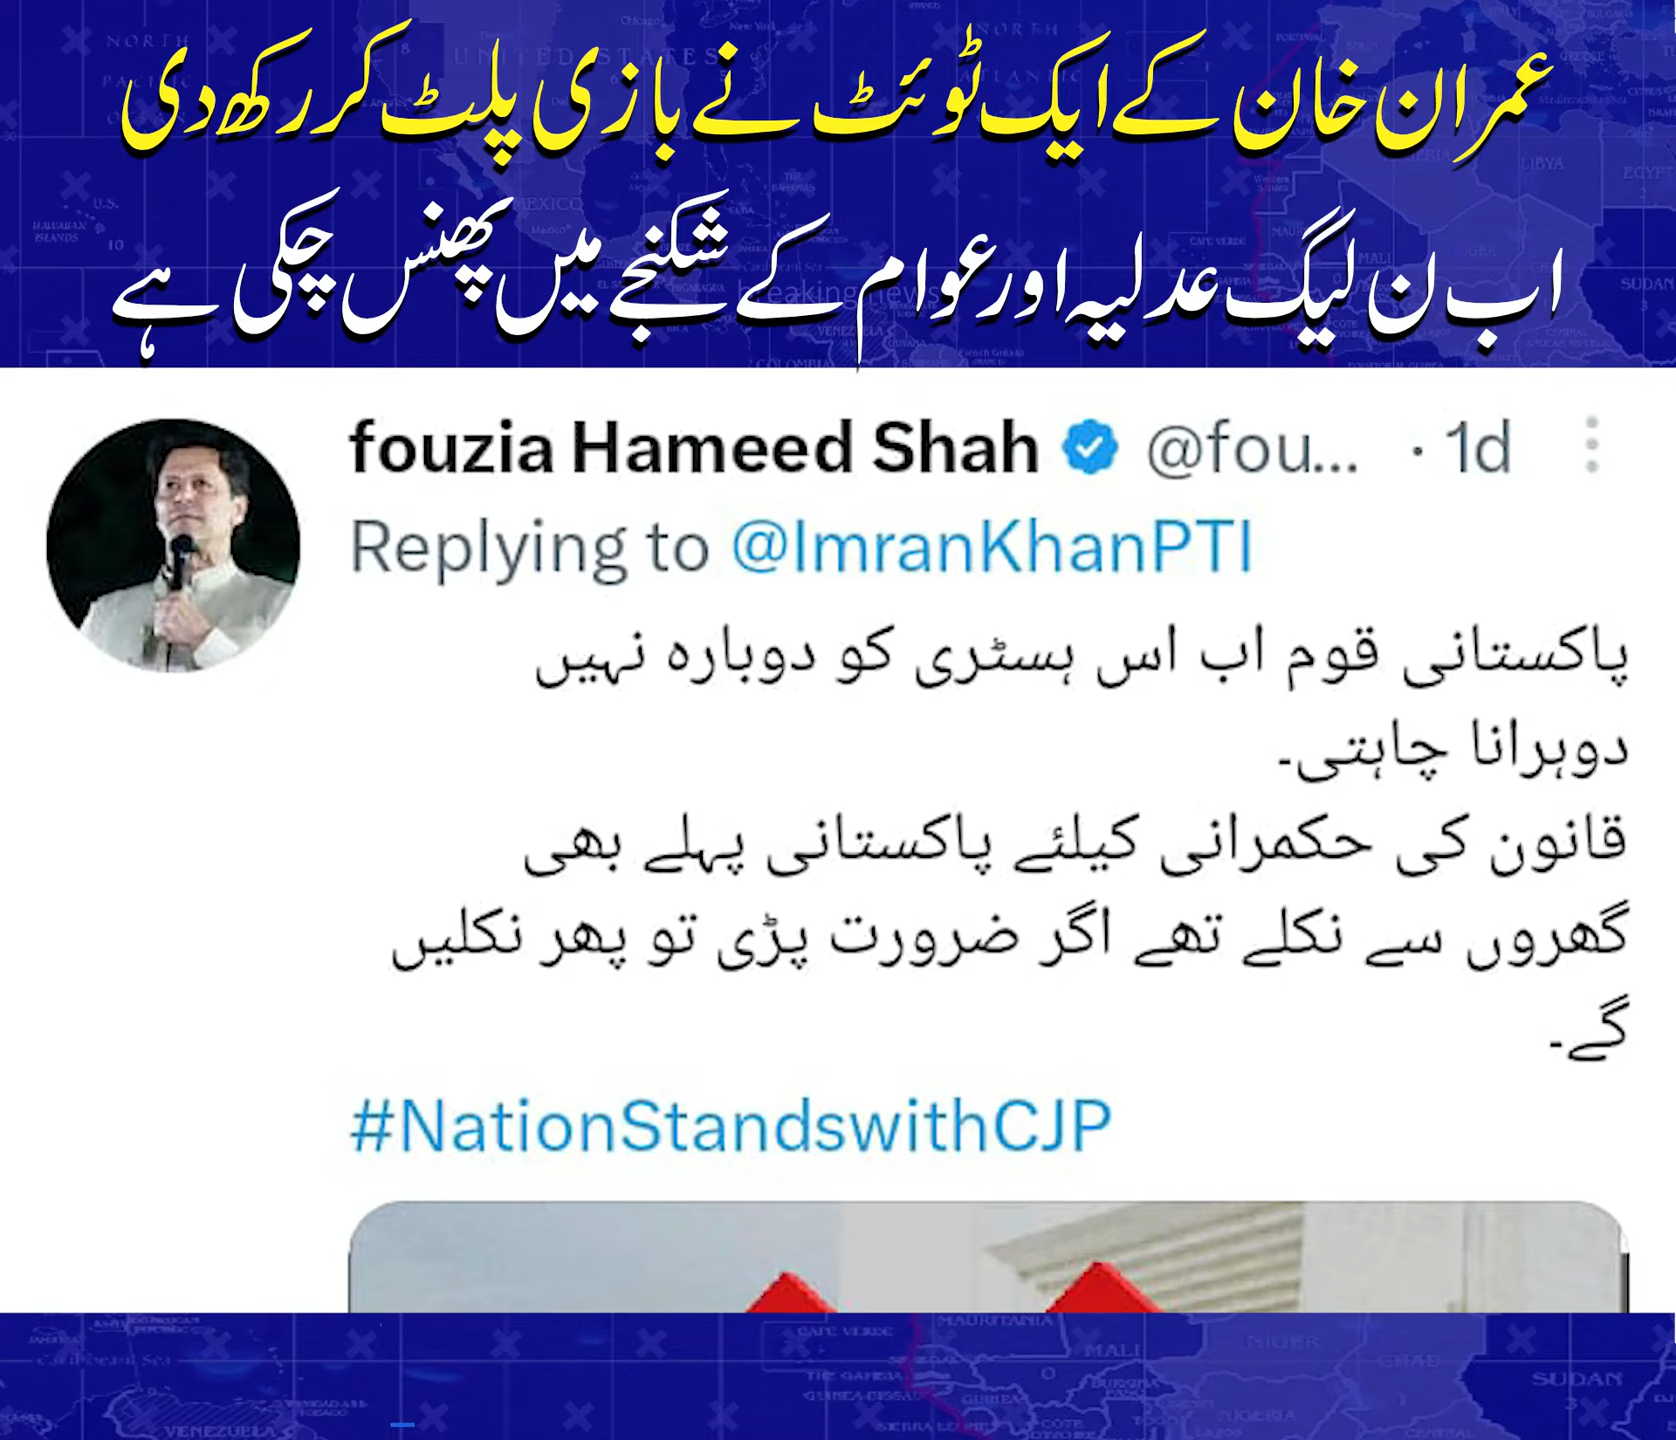 عمران خان کے ایک ٹوئٹ نے بازی پلٹ کر رکھ دی
اب ن لیگ عدلیہ اور عوام کے شکنجے میں پھنس چکی ہے
breaking news
fouzia Hameed Shah @fou... · 1d
Replying to @ImranKhanPTI
پاکستانی قوم اب اس ہسٹری کو دوبارہ نہیں
دوہرانا چاہتی۔
قانون کی حکمرانی کیلئے پاکستانی پہلے بھی
گھروں سے نکلے تھے اگر ضرورت پڑی تو پھر نکلیں
گے۔
#NationStandswithCJP